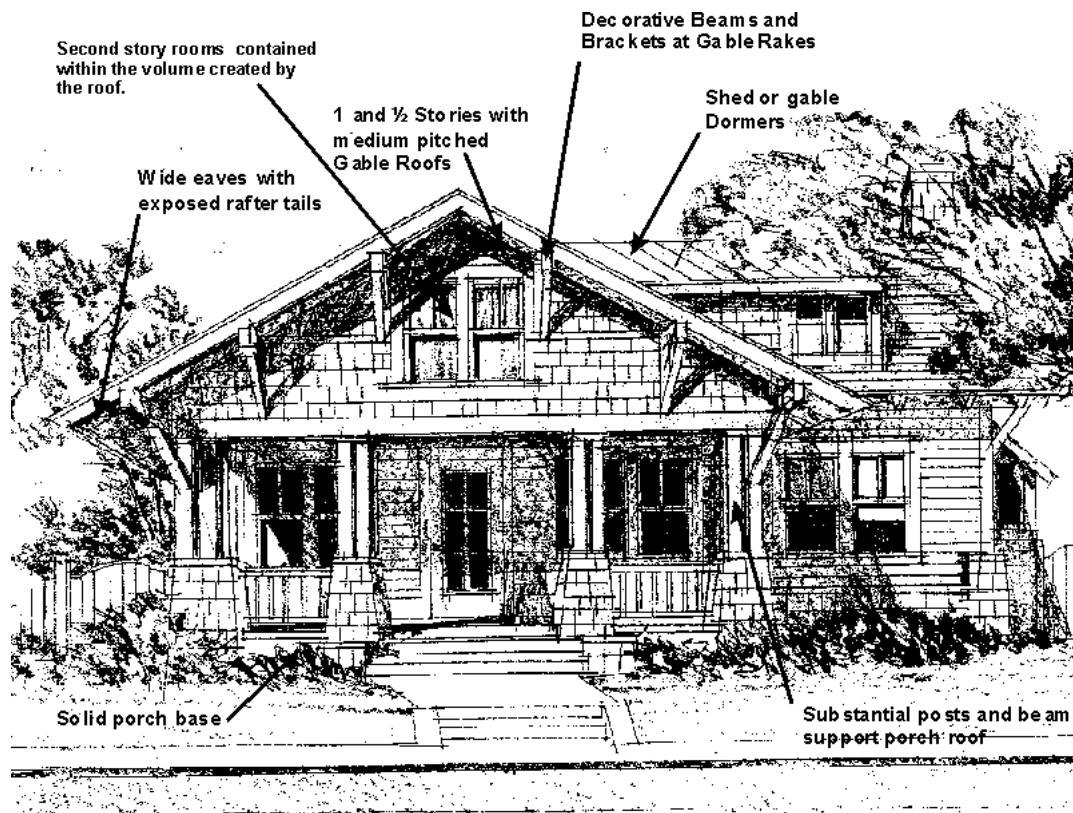 Decorative Beams and
Brackets at Gable Rakes
Second story rooms contained
within the volume created by
the roof.
Shed or gable
Dormers
1 and ½ Stories with
medium pitched
Gable Roofs
Wide eaves with
exposed rafter tails
Solid porch base
Substantial posts and beam
support porch roof